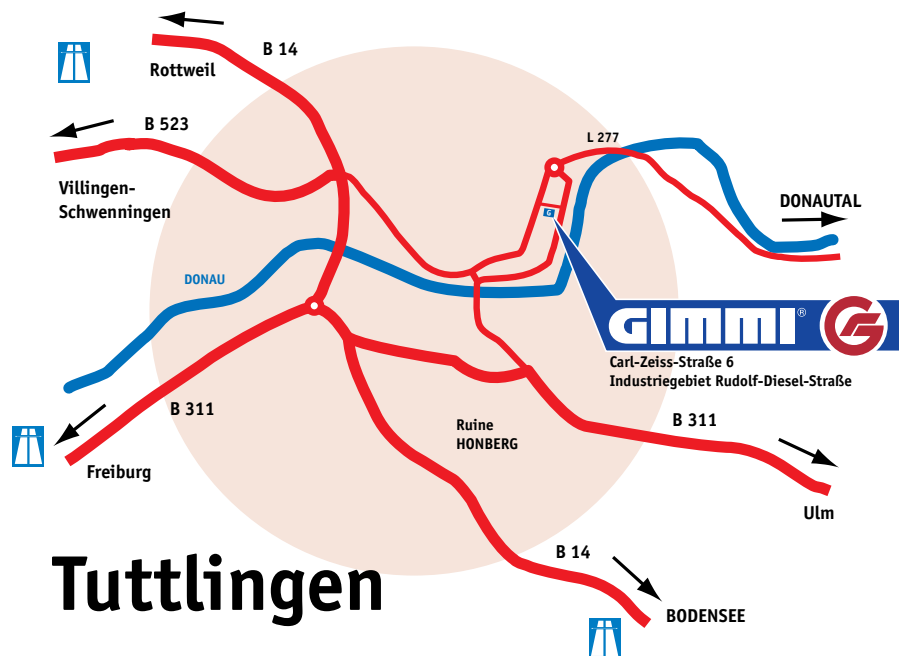 B 14
Rottweil
B 523
Villingen-
Schwenningen
L 277
DONAUTAL
G
DONAU
GIMMI® G
Carl-Zeiss-Straße 6
Industriegebiet Rudolf-Diesel-Straße
B 311
B 311
Ruine
HONBERG
Freiburg
Ulm
B 14
Tuttlingen
BODENSEE